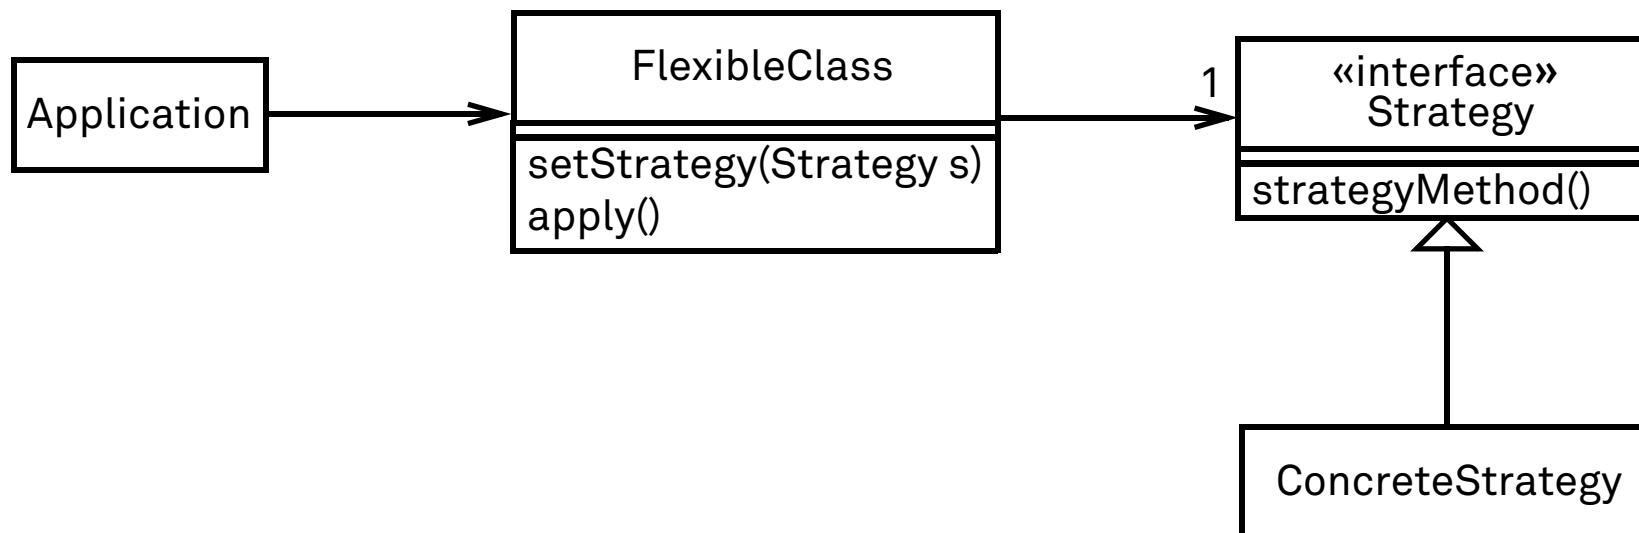 Application
FlexibleClass
setStrategy(Strategy s)
apply()
1
«interface»
Strategy
strategyMethod()
ConcreteStrategy